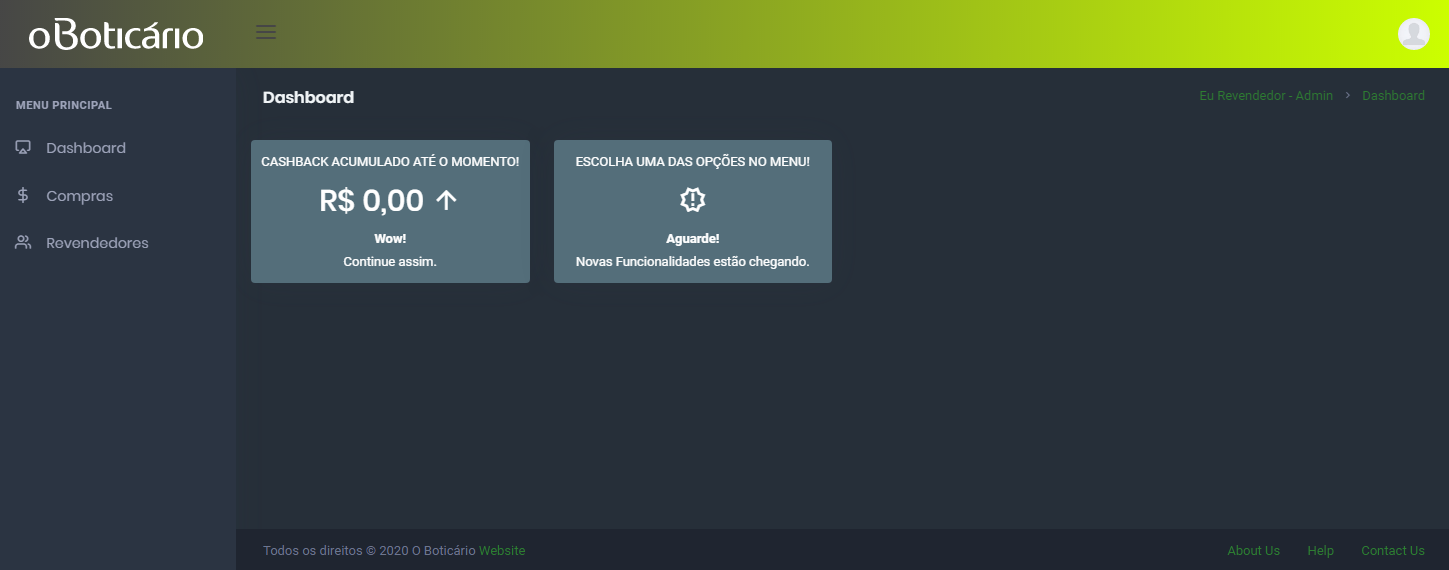 oBoticário
MENU PRINCIPAL
Dashboard
Compras
Revendedores
Dashboard
Eu Revendedor - Admin > Dashboard
CASHBACK ACUMULADO ATÉ O MOMENTO!
R$ 0,00
Wow!
Continue assim.
ESCOLHA UMA DAS OPÇÕES NO MENU!
Aguarde!
Novas Funcionalidades estão chegando.
Todos os direitos © 2020 O Boticário Website
About Us Help Contact Us